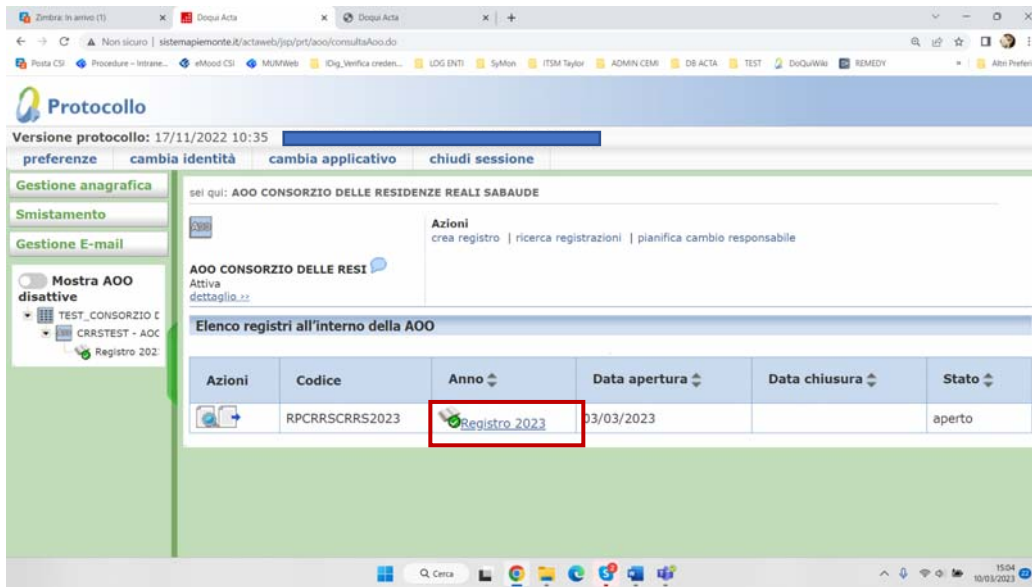 Zimbra: In arrivo (1)
Doqui Acta
Doqui Acta
Non sicuro | sistemapiemonte.it/actaweb/jsp/prt/aoo/consultaAoo.do
Posta CSI
Procedure – Intrane...
eMood CSI
MUMWeb
IDig_Verifica creden...
LOG ENTI
SyMon
ITSM Taylor
ADMIN CEMI
DB ACTA
TEST
DoQuiWiki
REMEDY
»
Altri Preferi
Protocollo
Versione protocollo: 17/11/2022 10:35
preferenze cambia identità cambia applicativo chiudi sessione
Gestione anagrafica
Smistamento
Gestione E-mail
Mostra AOO disattive
TEST_CONSORZIO D
CRRSTEST - AOC
Registro 202
sei qui: AOO CONSORZIO DELLE RESIDENZE REALI SABAUDE
Azioni
crea registro | ricerca registrazioni | pianifica cambio responsabile
AOO CONSORZIO DELLE RESI
Attiva
dettaglio >>
Elenco registri all'interno della AOO
Azioni Codice Anno Data apertura Data chiusura Stato
RPCRRSCRRS2023 Registro 2023 03/03/2023 aperto
Cerca
15:04
10/03/2023